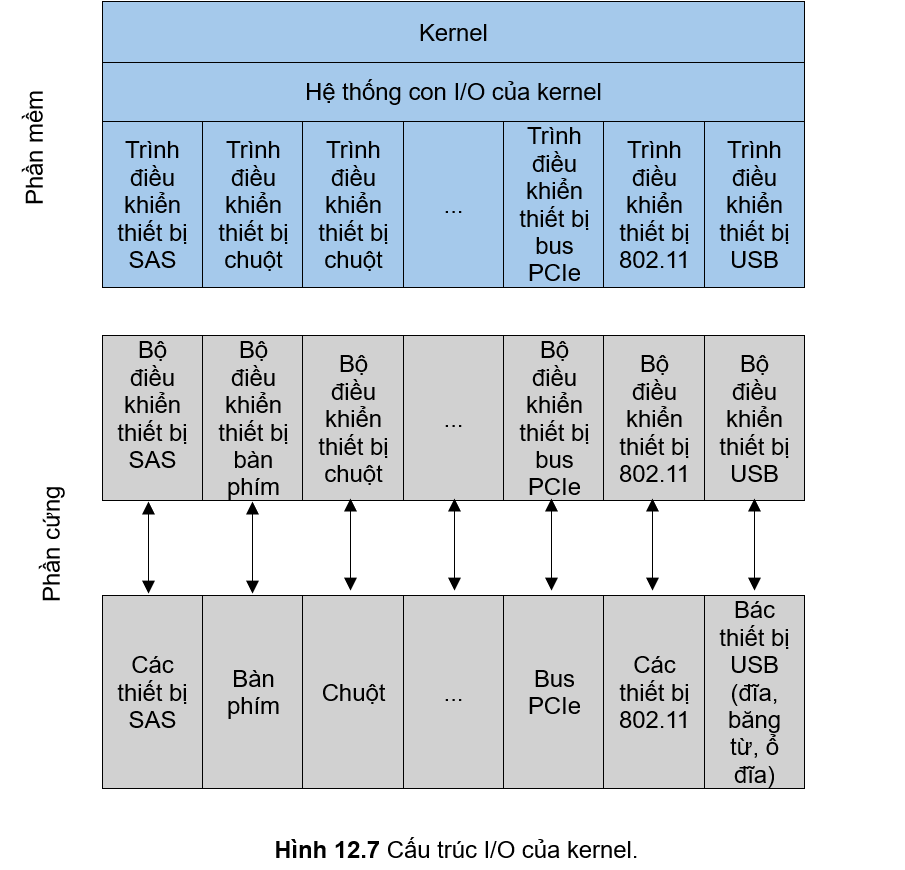 Kernel
Hệ thống con I/O của kernel
Phần mềm
Trình
điều
khiển
thiết bị
SAS
Trình
điều
khiển
thiết bị
chuột
Trình
điều
khiển
thiết bị
chuột
...
Trình
điều
khiển
thiết bị
bus
PCIe
Trình
điều
khiển
thiết bị
802.11
Trình
điều
khiển
thiết bị
USB
Phần cứng
Bộ
điều
khiển
thiết bị
SAS
Bộ
điều
khiển
thiết bị
bàn
phím
Bộ
điều
khiển
thiết bị
chuột
...
Bộ
điều
khiển
thiết bị
bus
PCIe
Bộ
điều
khiển
thiết bị
802.11
Bộ
điều
khiển
thiết bị
USB
Các
thiết bị
SAS
Bàn
phím
Chuột
...
Bus
PCIe
Các
thiết bị
802.11
Bác
thiết bị
USB
(đĩa,
băng
từ, ổ
đĩa)
Hình 12.7 Cấu trúc I/O của kernel.